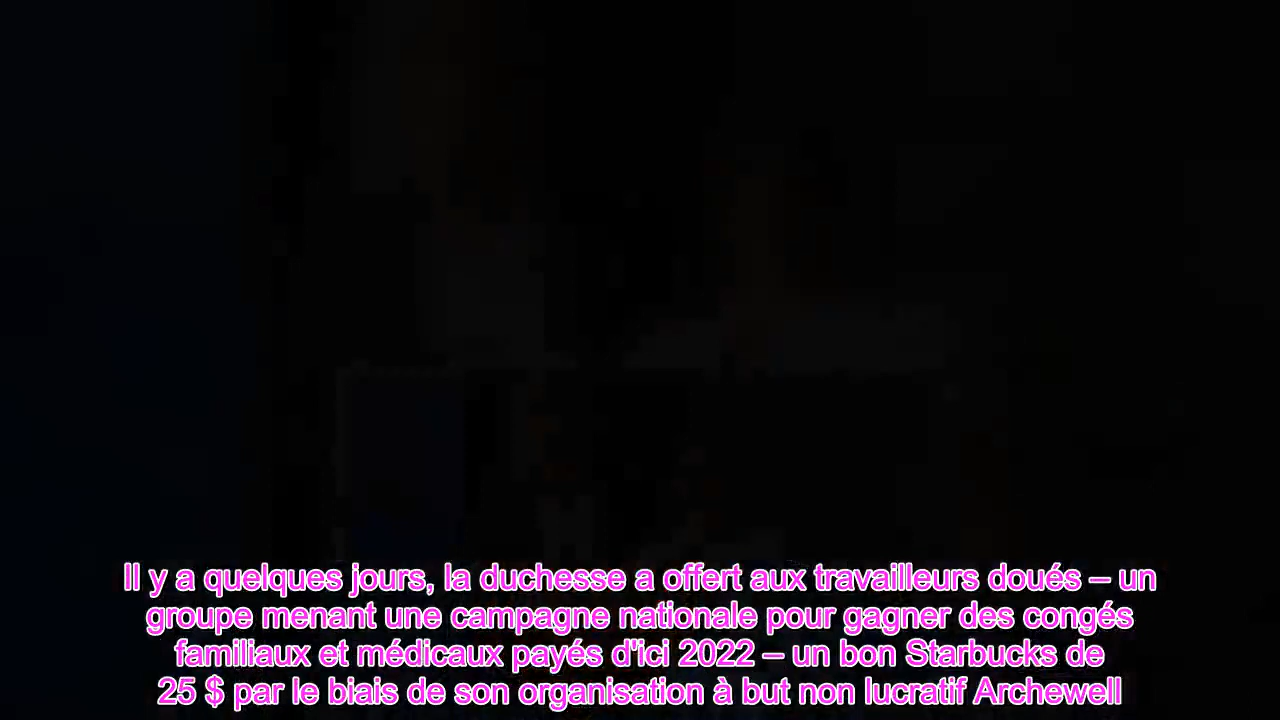 Il y a quelques jours, la duchesse a offert aux travailleurs doués – un
groupe menant une campagne nationale pour gagner des congés
familiaux et médicaux payés d'ici 2022 – un bon Starbucks de
25 $ par le biais de son organisation à but non lucratif Archewell